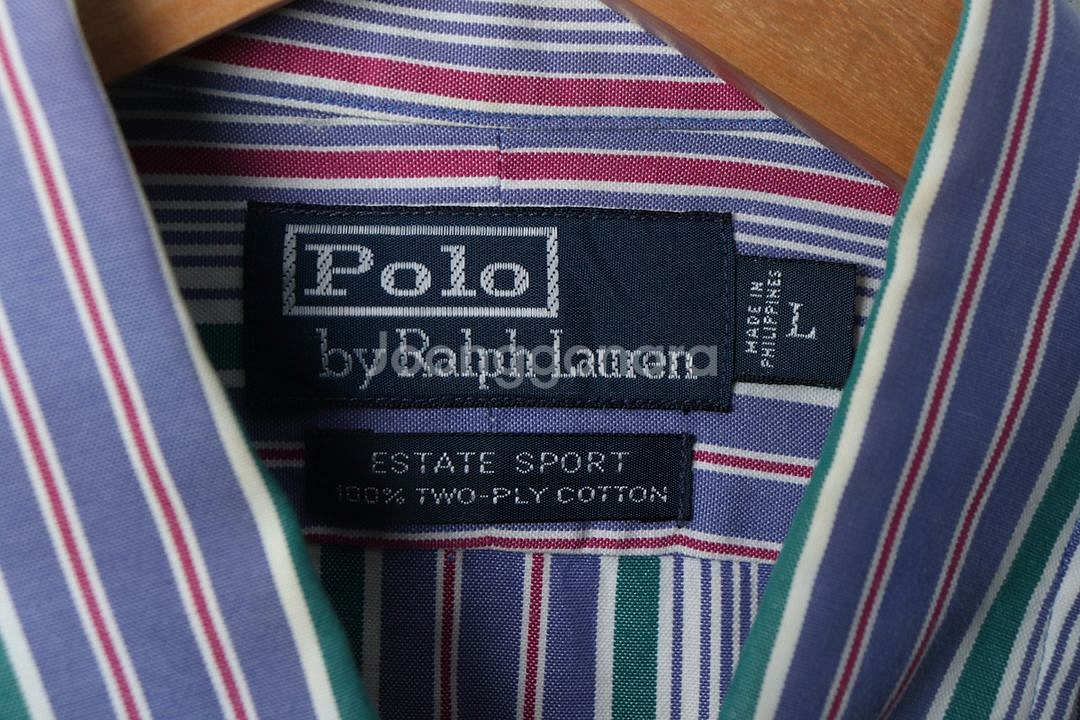 Polo
by Ralph Lauren
MADE IN
PHILIPPINES
L
ESTATE SPORT
100% TWO-PLY COTTON